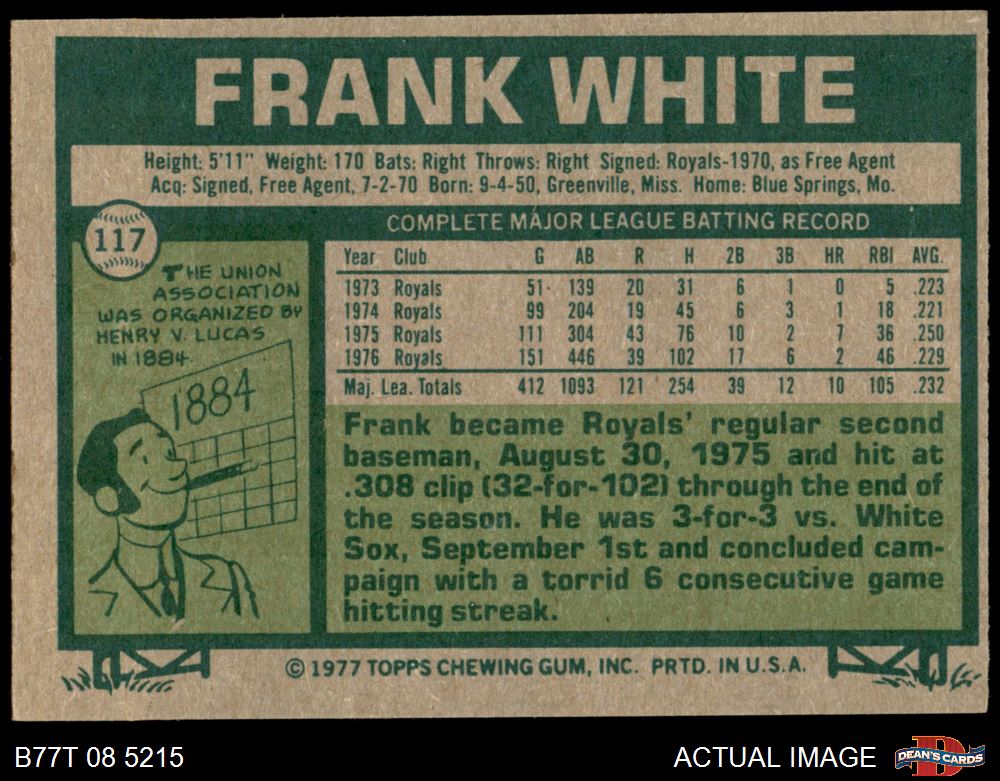 FRANK WHITE
Height: 5'11" Weight: 170 Bats: Right Throws: Right Signed: Royals-1970, as Free Agent
Acq: Signed, Free Agent, 7-2-70 Born: 9-4-50, Greenville, Miss. Home: Blue Springs, Mo.
117
THE UNION
ASSOCIATION
WAS ORGANIZED BY
HENRY V. LUCAS
IN 1884.
1884
COMPLETE MAJOR LEAGUE BATTING RECORD
Year Club G AB R H 2B 3B HR RBI AVG.
1973 Royals 51 139 20 31 6 1 0 5 .223
1974 Royals 99 204 19 45 6 3 1 18 .221
1975 Royals 111 304 43 76 10 2 7 36 .250
1976 Royals 151 446 39 102 17 6 2 46 .229
Maj. Lea. Totals 412 1093 121 254 39 12 10 105 .232
Frank became Royals' regular second
baseman, August 30, 1975 and hit at
.308 clip (32-for-102) through the end of
the season. He was 3-for-3 vs. White
Sox, September 1st and concluded cam-
paign with a torrid 6 consecutive game
hitting streak.
© 1977 TOPPS CHEWING GUM, INC. PRTD. IN U.S.A.
B77T 08 5215
ACTUAL IMAGE
D
DEAN'S CARDS